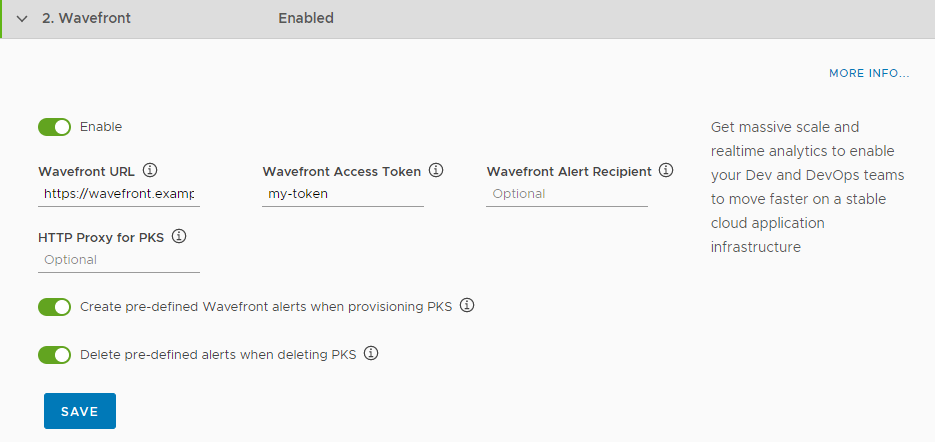 2. Wavefront Enabled
MORE INFO...
Enable
Get massive scale and
realtime analytics to enable
your Dev and DevOps teams
to move faster on a stable
cloud application
infrastructure
Wavefront URL Wavefront Access Token Wavefront Alert Recipient
https://wavefront.examp my-token Optional
HTTP Proxy for PKS
Optional
Create pre-defined Wavefront alerts when provisioning PKS
Delete pre-defined alerts when deleting PKS
SAVE